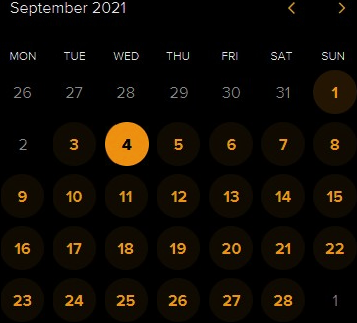 September 2021
MON TUE WED THU FRI SAT SUN
26 27 28 29 30 31 1
2 3 4 5 6 7 8
9 10 11 12 13 14 15
16 17 18 19 20 21 22
23 24 25 26 27 28 1